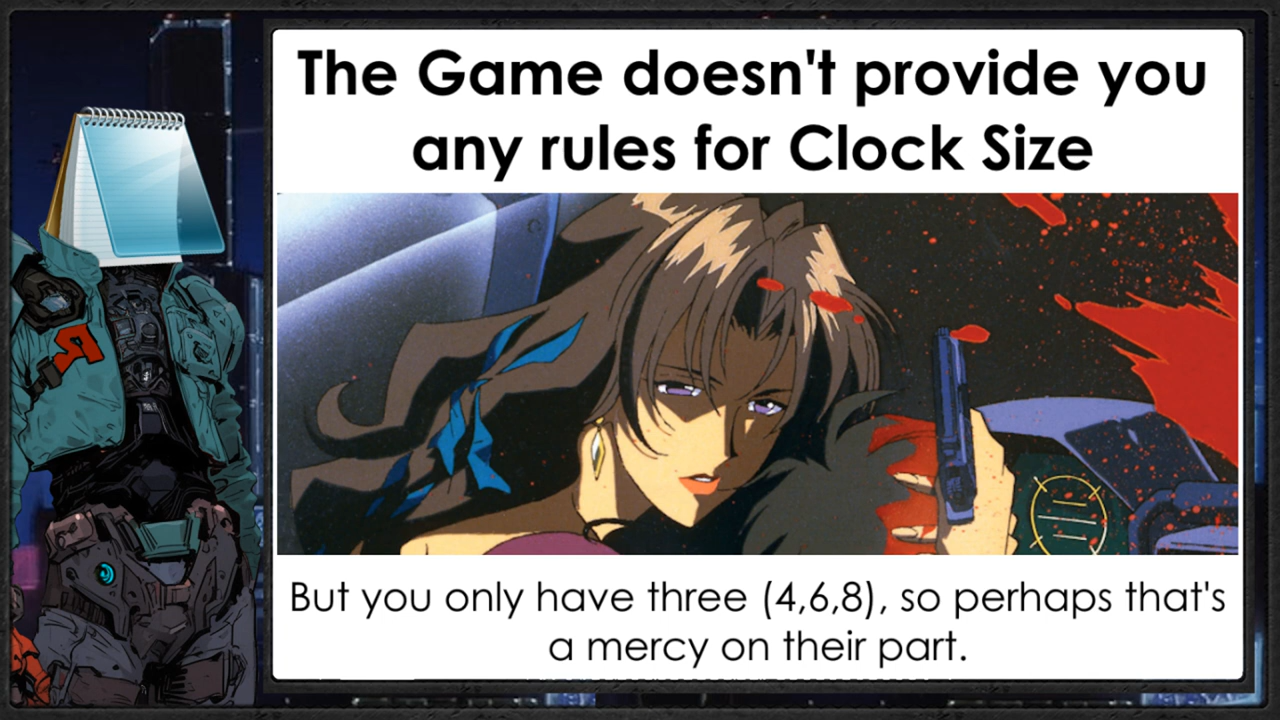 The Game doesn't provide you
any rules for Clock Size
But you only have three (4,6,8), so perhaps that's
a mercy on their part.